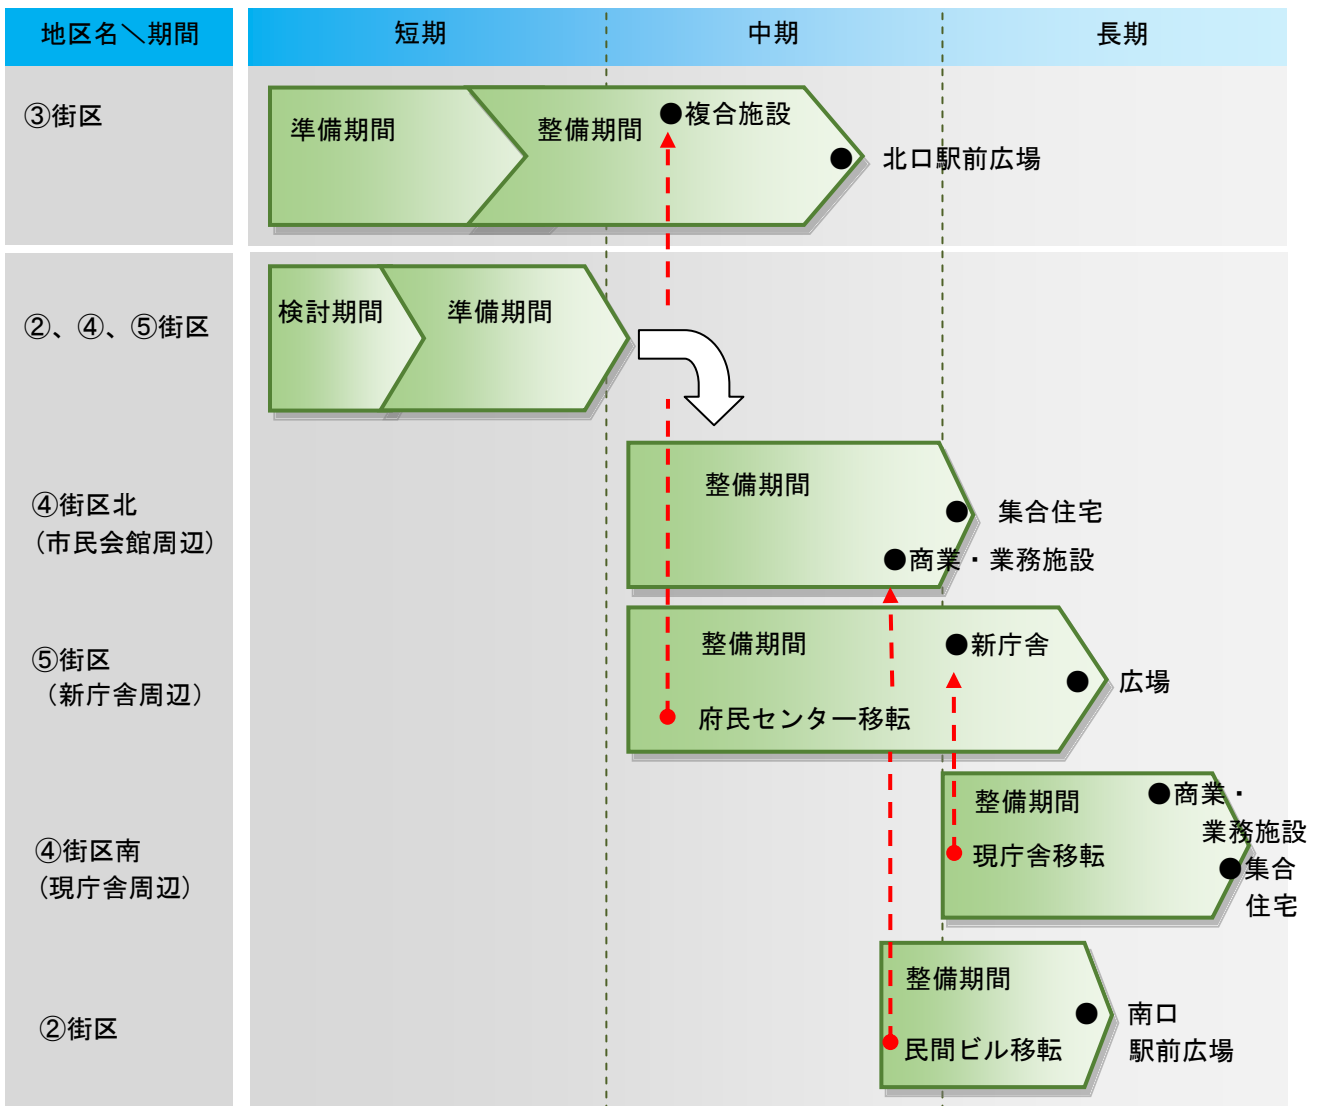 地区名＼期間
短期
中期
長期
③街区
準備期間
整備期間
●複合施設
北口駅前広場
②、④、⑤街区
検討期間
準備期間
④街区北
（市民会館周辺）
整備期間
集合住宅
●商業・業務施設
⑤街区
（新庁舎周辺）
整備期間
●新庁舎
広場
府民センター移転
④街区南
（現庁舎周辺）
整備期間
●商業・
業務施設
現庁舎移転
●集合
住宅
②街区
整備期間
民間ビル移転
南口
駅前広場